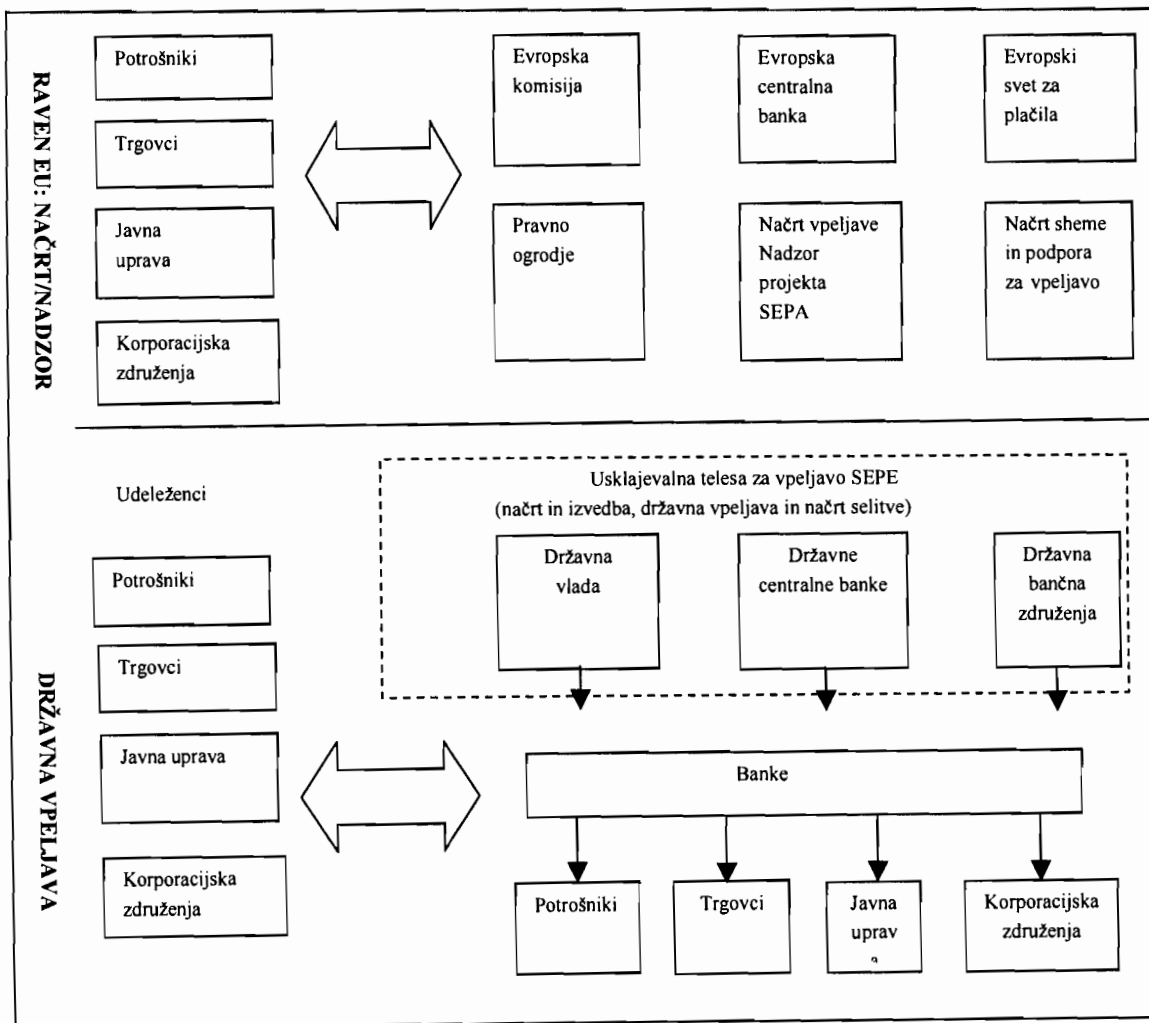 RAVEN EU: NAČRT/NADZOR
Potrošniki
Trgovci
Javna
uprava
Korporacijska
združenja
Evropska
komisija
Evropska
centralna
banka
Evropski
svet za
plačila
Pravno
ogrodje
Načrt vpeljave
Nadzor
projekta
SEPA
Načrt sheme
in podpora
za vpeljavo
DRŽAVNA VPELJAVA
Udeleženci
Potrošniki
Trgovci
Javna uprava
Korporacijska
združenja
Usklajevalna telesa za vpeljavo SEPE
(načrt in izvedba, državna vpeljava in načrt selitve)
Državna
vlada
Državne
centralne banke
Državna
bančna
združenja
Banke
Potrošniki
Trgovci
Javna
uprav
a
Korporacijska
združenja